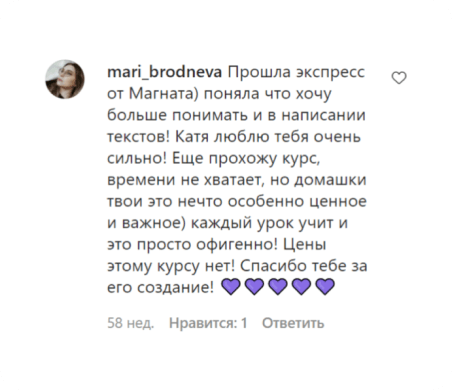 mari_brodneva Прошла экспресс
от Магната) поняла что хочу
больше понимать и в написании
текстов! Катя люблю тебя очень
сильно! Еще прохожу курс,
времени не хватает, но домашки
твои это нечто особенно ценное
и важное) каждый урок учит и
это просто офигенно! Цены
этому курсу нет! Спасибо тебе за
его создание! 💜💜💜💜💜
58 нед. Нравится: 1 Ответить